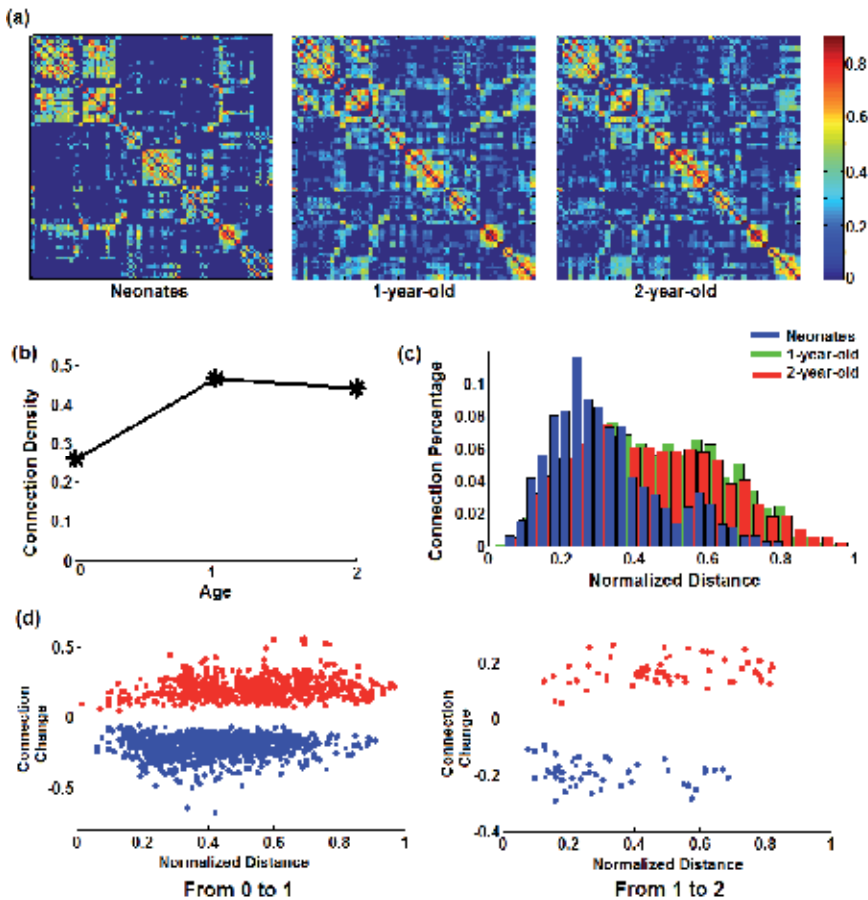 (a)
0.8
0.6
0.4
0.2
0
Neonates 1-year-old 2-year-old
(b)
0.5
0.4
0.3
0.2
0.1
0
0 1 2
Connection Density
Age
(c)
Neonates
1-year-old
2-year-old
0.1
0.08
0.06
0.04
0.02
0
0 0.2 0.4 0.6 0.8 1
Connection Percentage
Normalized Distance
(d)
0.5
0
-0.5
0 0.2 0.4 0.6 0.8 1
Connection
Change
Normalized Distance
From 0 to 1
0.2
0
-0.2
-0.4
0 0.2 0.4 0.6 0.8 1
Connection
Change
Normalized Distance
From 1 to 2